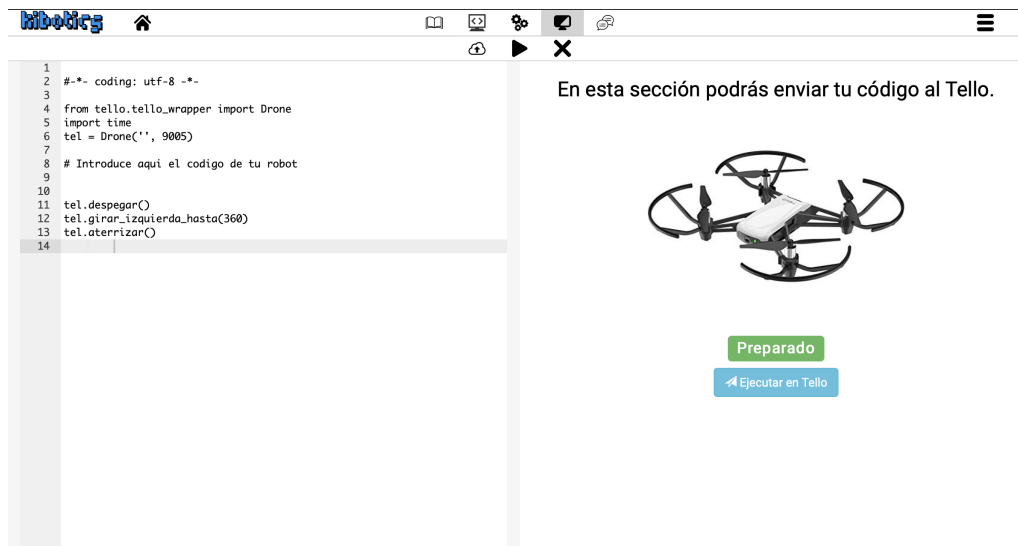 kibotics
1
2 #-*- coding: utf-8 -*-
3
4 from tello.tello_wrapper import Drone
5 import time
6 tel = Drone('', 9005)
7
8 # Introduce aqui el codigo de tu robot
9
10
11 tel.despegar()
12 tel.girar_izquierda_hasta(360)
13 tel.aterrizar()
14
En esta sección podrás enviar tu código al Tello.
Preparado
Ejecutar en Tello